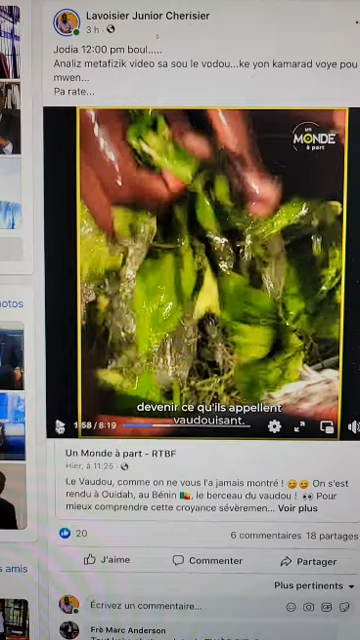 Lavoisier Junior Cherisier
3 h ·
Jodia 12:00 pm boul.....
Analiz metafizik video sa sou le vodou...ke yon kamarad voye pou
mwen...
Pa rate...
un
MONDE
à part
devenir ce qu'ils appellent
vaudouisant.
1:58 / 8:19
Un Monde à part - RTBF
Hier, à 11:25 ·
Le Vaudou, comme on ne vous l'a jamais montré ! 😄😄 On s'est
rendu à Ouidah, au Bénin 🇧🇯, le berceau du vaudou ! 👀 Pour
mieux comprendre cette croyance sévèremen... Voir plus
20
6 commentaires 18 partages
J'aime
Commenter
Partager
Plus pertinents
Écrivez un commentaire...
Frè Marc Anderson
hotos
s amis